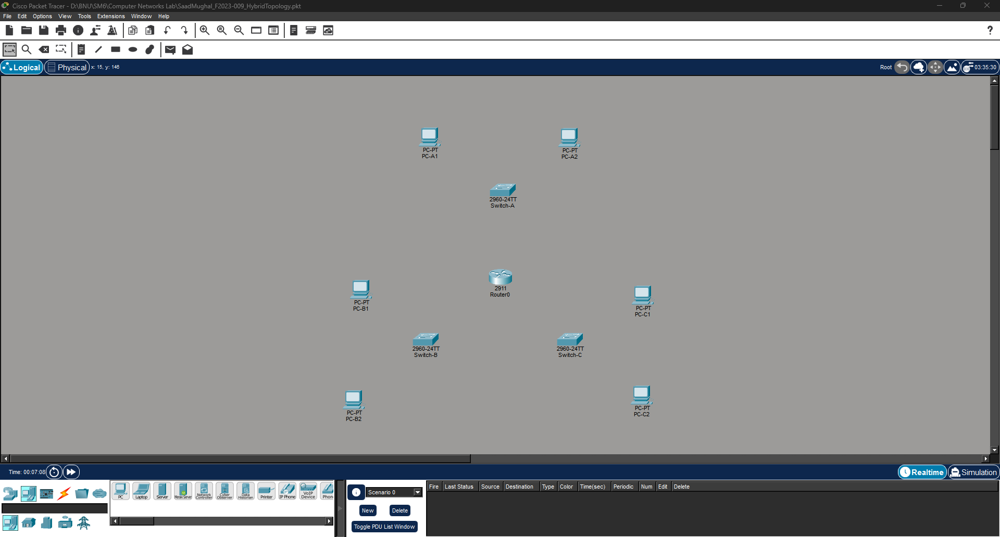 Cisco Packet Tracer - D:\BNU\SM6\Computer Networks Lab\SaadMughal_F2023-009_HybridTopology.pkt
File Edit Options View Tools Extensions Window Help
Logical Physical x: 15, y: 146 Root 03:35:30
PC-PT
PC-A1
PC-PT
PC-A2
2960-24TT
Switch-A
2911
Router0
PC-PT
PC-B1
PC-PT
PC-C1
2960-24TT
Switch-B
2960-24TT
Switch-C
PC-PT
PC-B2
PC-PT
PC-C2
Time: 00:07:08 Realtime Simulation
PC Laptop Server Meraki Server Network Controller Cyber Observer Data Historian Printer IP Phone VoIP Device Phon
Scenario 0
New Delete
Toggle PDU List Window
Fire Last Status Source Destination Type Color Time(sec) Periodic Num Edit Delete